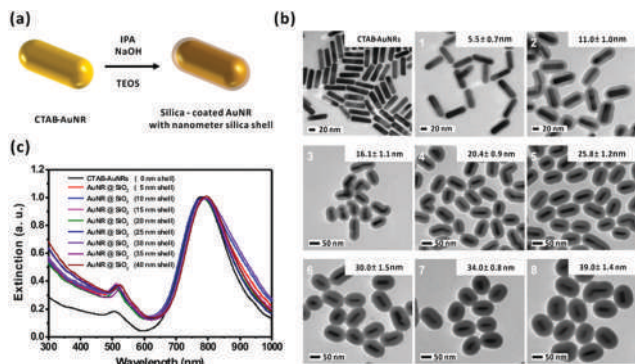 (a)
IPA
NaOH
TEOS
CTAB-AuNR
Silica - coated AuNR
with nanometer silica shell
(b)
CTAB-AuNRs
20 nm
1
5.5± 0.7nm
20 nm
2
11.0± 1.0nm
20 nm
3
16.1± 1.1 nm
50 nm
4
20.4± 0.9 nm
50 nm
5
25.8± 1.2nm
50 nm
6
30.0± 1.5nm
50 nm
7
34.0± 0.8 nm
50 nm
8
39.0± 1.4 nm
50 nm
(c)
Extinction (a. u.)
1.2
1.0
0.8
0.6
0.4
0.2
0.0
CTAB-AuNRs ( 0 nm shell)
AuNR@SiO2 ( 5 nm shell)
AuNR@SiO2 (10 nm shell)
AuNR@SiO2 (15 nm shell)
AuNR@SiO2 (20 nm shell)
AuNR@SiO2 (25 nm shell)
AuNR@SiO2 (30 nm shell)
AuNR@SiO2 (35 nm shell)
AuNR@SiO2 (40 nm shell)
300 400 500 600 700 800 900 1000
Wavelength (nm)